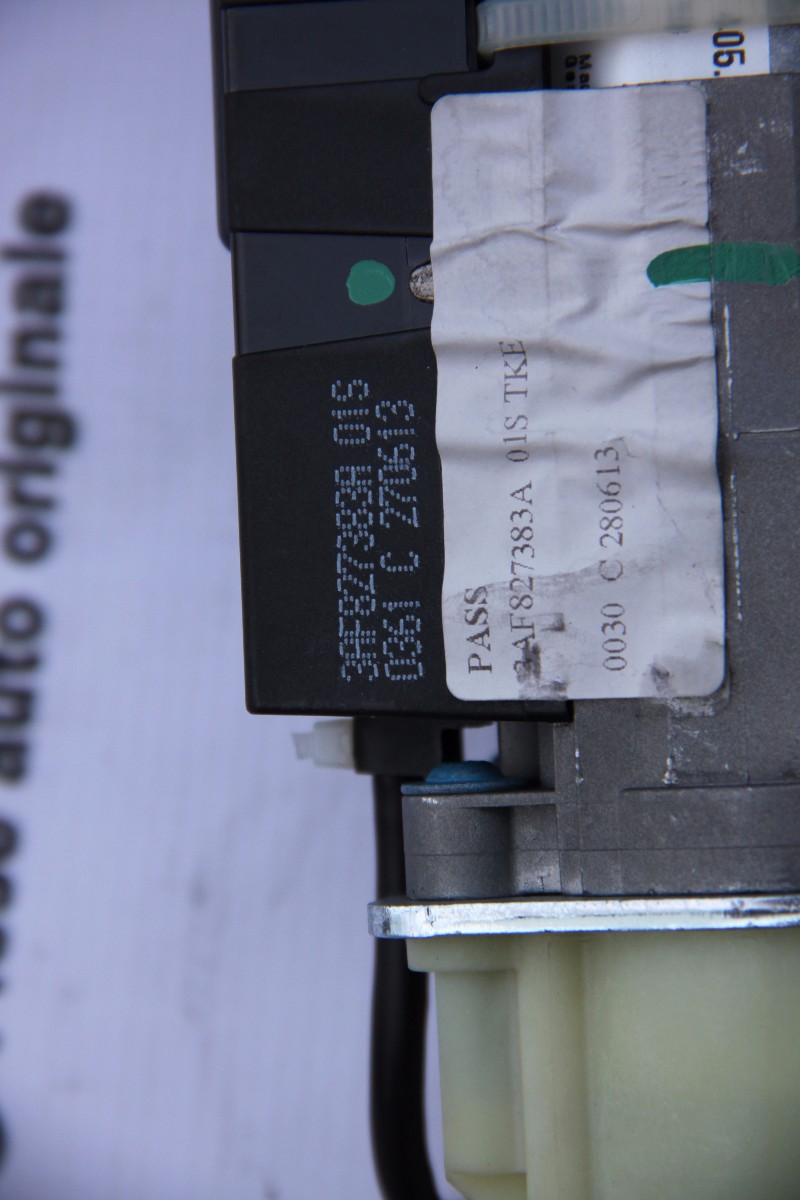 3AF827383A 01S
0361 C 270613
PASS
3AF827383A 01S TKE
0030 C 280613
auto originale